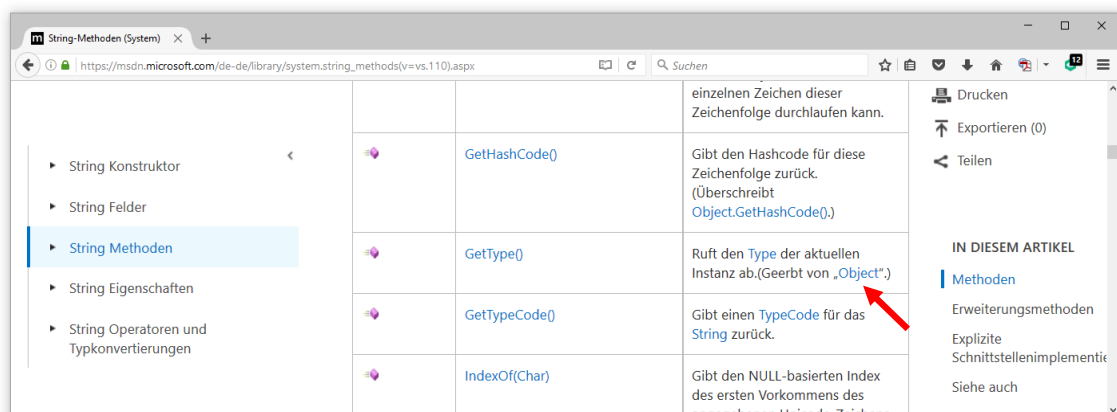 String-Methoden (System)
https://msdn.microsoft.com/de-de/library/system.string_methods(v=vs.110).aspx
Suchen
12
String Konstruktor
String Felder
String Methoden
String Eigenschaften
String Operatoren und
Typkonvertierungen
einzelnen Zeichen dieser
Zeichenfolge durchlaufen kann.
GetHashCode()
Gibt den Hashcode für diese
Zeichenfolge zurück.
(Überschreibt
Object.GetHashCode().)
GetType()
Ruft den Type der aktuellen
Instanz ab.(Geerbt von „Object“.)
GetTypeCode()
Gibt einen TypeCode für das
String zurück.
IndexOf(Char)
Gibt den NULL-basierten Index
des ersten Vorkommens des
Drucken
Exportieren (0)
Teilen
IN DIESEM ARTIKEL
Methoden
Erweiterungsmethoden
Explizite
Schnittstellenimplementie
Siehe auch